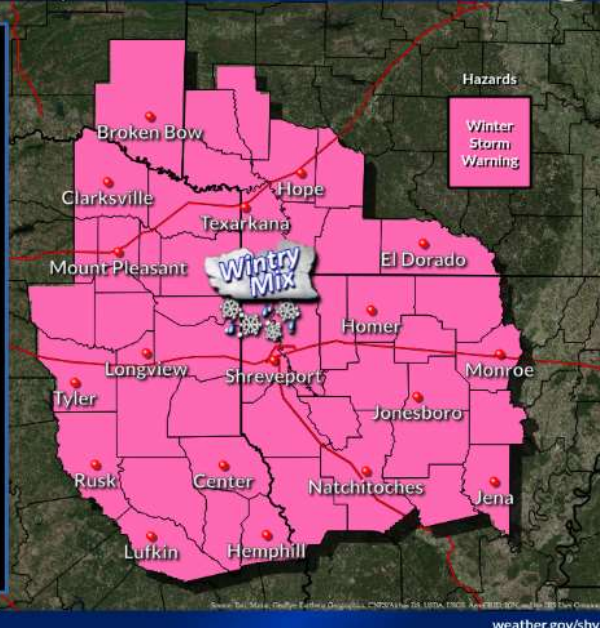 Hazards
Winter
Storm
Warning
Broken Bow
Clarksville
Hope
Texarkana
Mount Pleasant
El Dorado
Wintry
Mix
Homer
Longview
Shreveport
Monroe
Tyler
Jonesboro
Rusk
Center
Natchitoches
Jena
Lufkin
Hemphill
weather.gov/shv